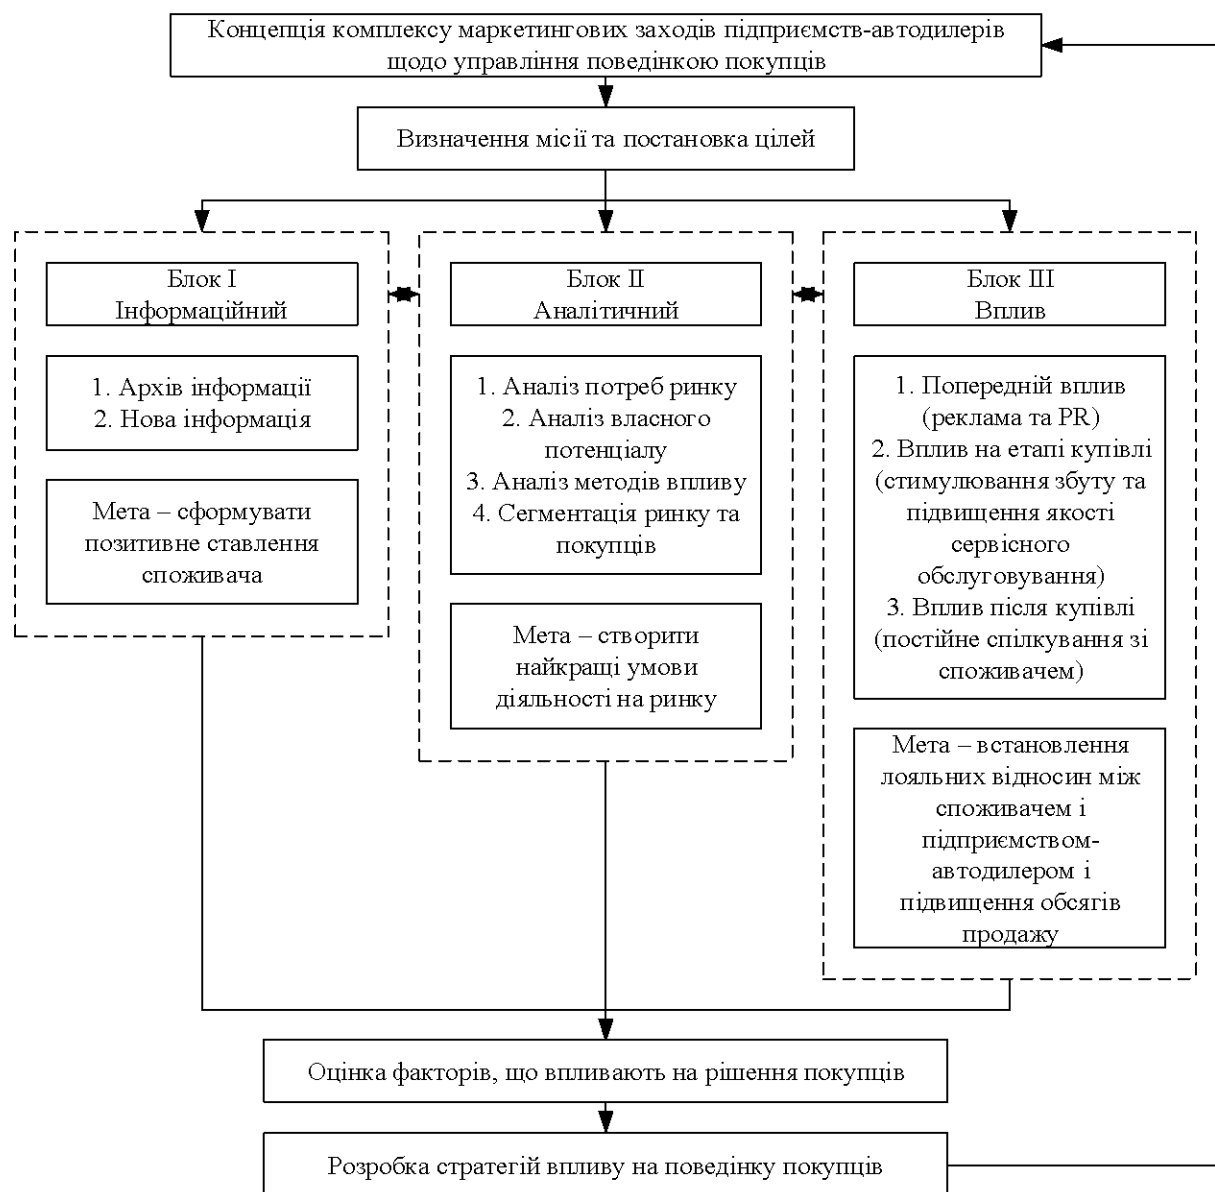 Концепція комплексу маркетингових заходів підприємств-автодилерів
щодо управління поведінкою покупців
Визначення місії та постановка цілей
Блок I
Інформаційний
1. Архів інформації
2. Нова інформація
Мета – сформувати
позитивне ставлення
споживача
Блок II
Аналітичний
1. Аналіз потреб ринку
2. Аналіз власного
потенціалу
3. Аналіз методів впливу
4. Сегментація ринку та
покупців
Мета – створити
найкращі умови
діяльності на ринку
Блок III
Вплив
1. Попередній вплив
(реклама та PR)
2. Вплив на етапі купівлі
(стимулювання збуту та
підвищення якості
сервісного
обслуговування)
3. Вплив після купівлі
(постійне спілкування зі
споживачем)
Мета – встановлення
лояльних відносин між
споживачем і
підприємством-
автодилером і
підвищення обсягів
продажу
Оцінка факторів, що впливають на рішення покупців
Розробка стратегій впливу на поведінку покупців